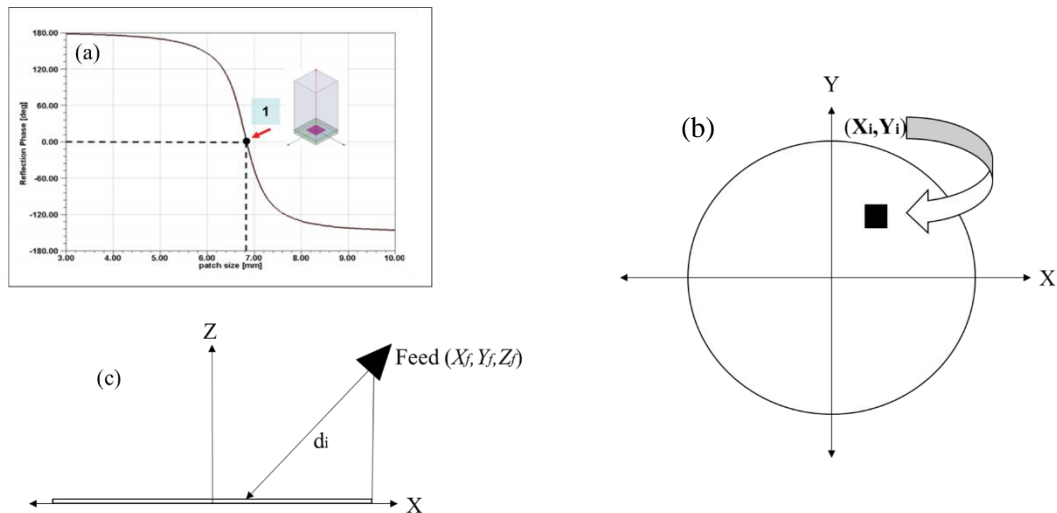 (a)
180.00
120.00
60.00
0.00
-60.00
-120.00
-180.00
Reflection Phase [deg]
1
3.00 4.00 5.00 6.00 7.00 8.00 9.00 10.00
patch size [mm]
(b)
Y
(Xi,Yi)
X
(c)
Z
Feed (Xf,Yf,Zf)
di
X